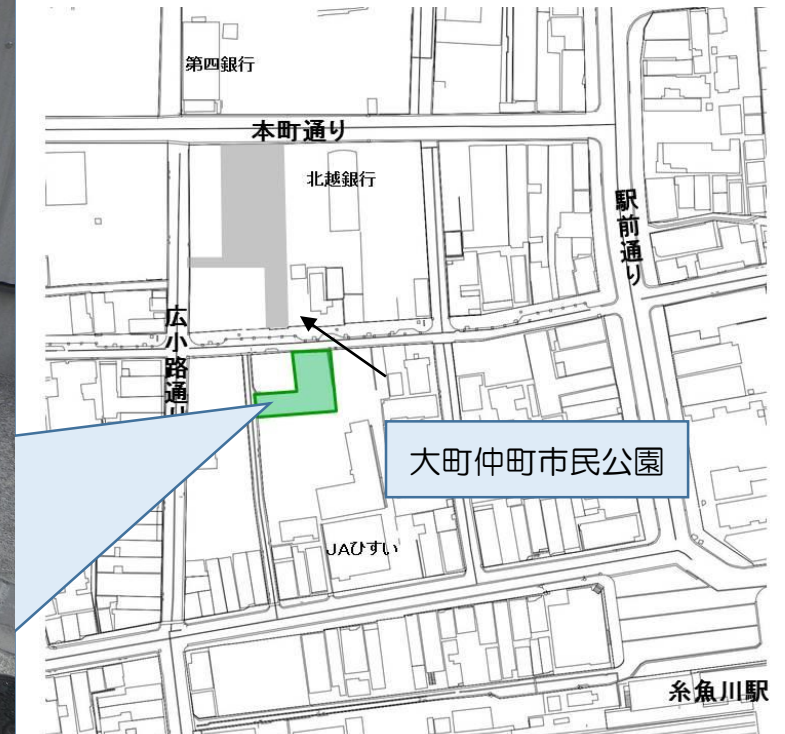 第四銀行
本町通り
北越銀行
駅前通り
広小路通り
大町仲町市民公園
JAひすい
糸魚川駅